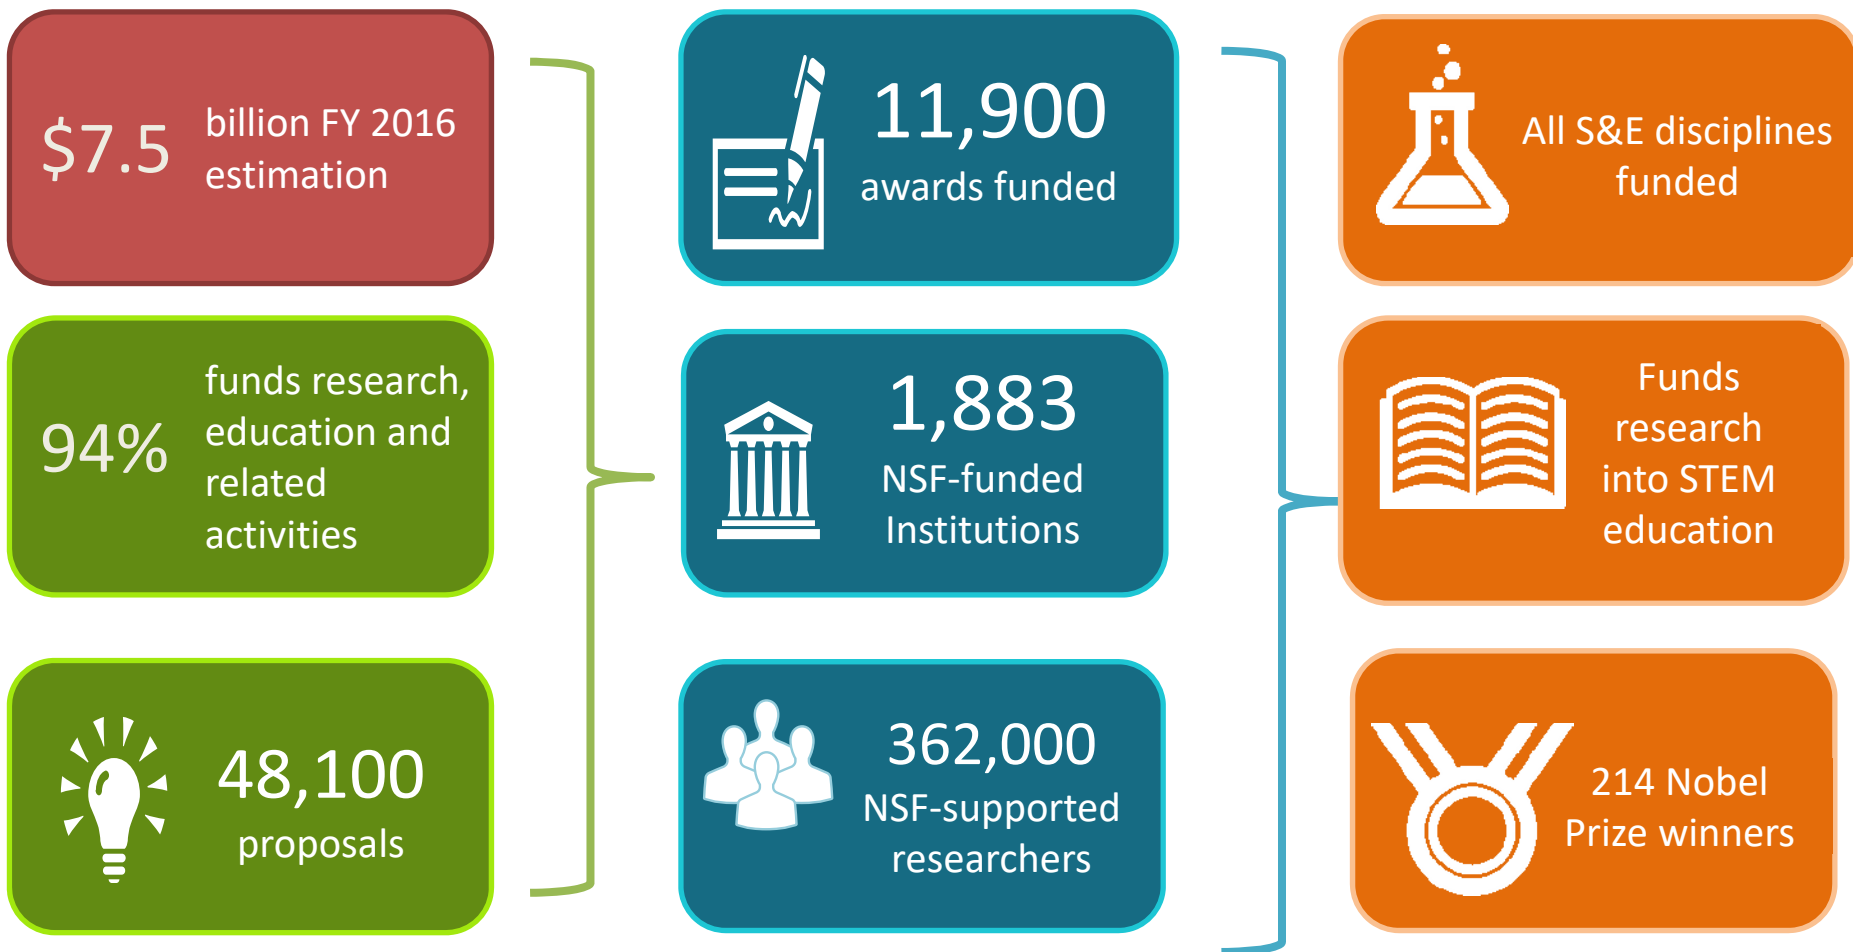 $7.5
billion FY 2016
estimation
94%
funds research,
education and
related
activities
48,100
proposals
11,900
awards funded
1,883
NSF-funded
Institutions
362,000
NSF-supported
researchers
All S&E disciplines
funded
Funds
research
into STEM
education
214 Nobel
Prize winners